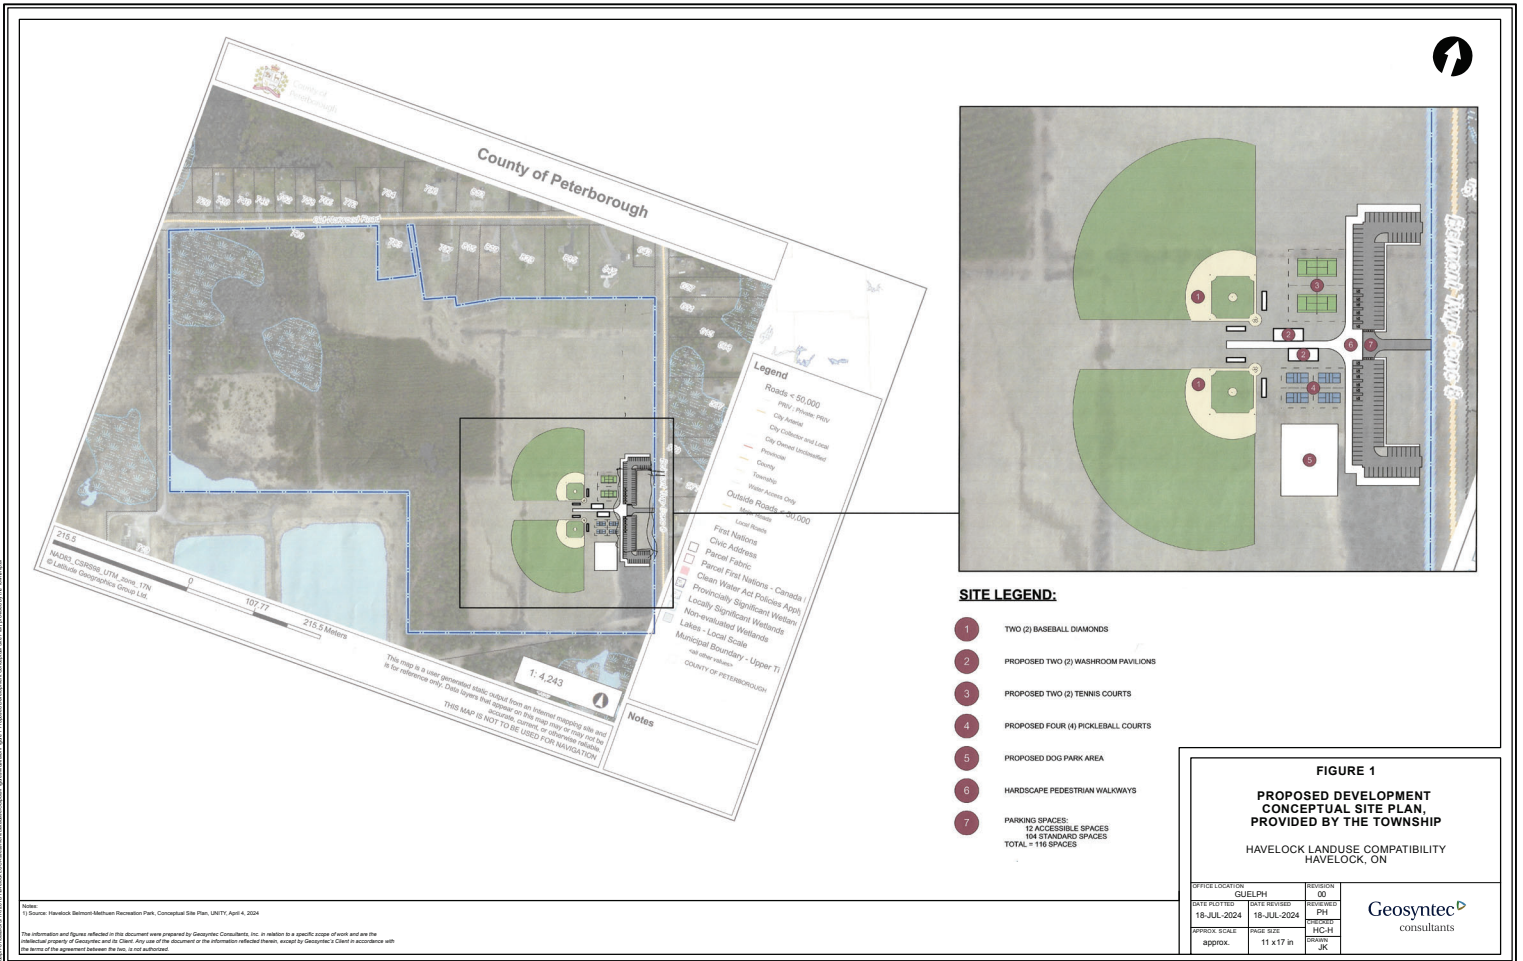 County of
Peterborough
County of Peterborough
Legend
Roads < 50,000
PRIV ; Private; PRIV
City Arterial
City Collector and Local
City Owned Unclassified
Provincial
County
Township
Water Access Only
Outside Roads < 50,000
Major Roads
Local Roads
First Nations
Civic Address
Parcel Fabric
Parcel First Nations - Canada
Clean Water Act Policies Appl
Provincially Significant Wetlan
Locally Significant Wetlands
Non-evaluated Wetlands
Lakes - Local Scale
Municipal Boundary - Upper Ti
<all other values>
COUNTY OF PETERBOROUGH
Notes
215.5
0
107.77
215.5 Meters
NAD83_CSRS98_UTM_zone_17N
© Latitude Geographics Group Ltd.
This map is a user generated static output from an Internet mapping site and
is for reference only. Data layers that appear on this map may or may not be
accurate, current, or otherwise reliable.
THIS MAP IS NOT TO BE USED FOR NAVIGATION
1: 4,243
1
1
2
2
3
4
5
6
7
SITE LEGEND:
1 TWO (2) BASEBALL DIAMONDS
2 PROPOSED TWO (2) WASHROOM PAVILIONS
3 PROPOSED TWO (2) TENNIS COURTS
4 PROPOSED FOUR (4) PICKLEBALL COURTS
5 PROPOSED DOG PARK AREA
6 HARDSCAPE PEDESTRIAN WALKWAYS
7 PARKING SPACES:
12 ACCESSIBLE SPACES
104 STANDARD SPACES
TOTAL = 116 SPACES
FIGURE 1
PROPOSED DEVELOPMENT
CONCEPTUAL SITE PLAN,
PROVIDED BY THE TOWNSHIP
HAVELOCK LANDUSE COMPATIBILITY
HAVELOCK, ON
OFFICE LOCATION
GUELPH
REVISION
00
DATE PLOTTED
18-JUL-2024
DATE REVISED
18-JUL-2024
REVIEWED
PH
CHECKED
HC-H
APPROX. SCALE
approx.
PAGE SIZE
11 x 17 in
DRAWN
JK
Geosyntec
consultants
Notes:
1) Source: Havelock Belmont-Methuen Recreation Park, Conceptual Site Plan, UNITY, April 4, 2024
The information and figures reflected in this document were prepared by Geosyntec Consultants, Inc. in relation to a specific scope of work and are the
intellectual property of Geosyntec and its Client. Any use of the document or the information reflected therein, except by Geosyntec's Client in accordance with
the terms of the agreement between the two, is not authorized.